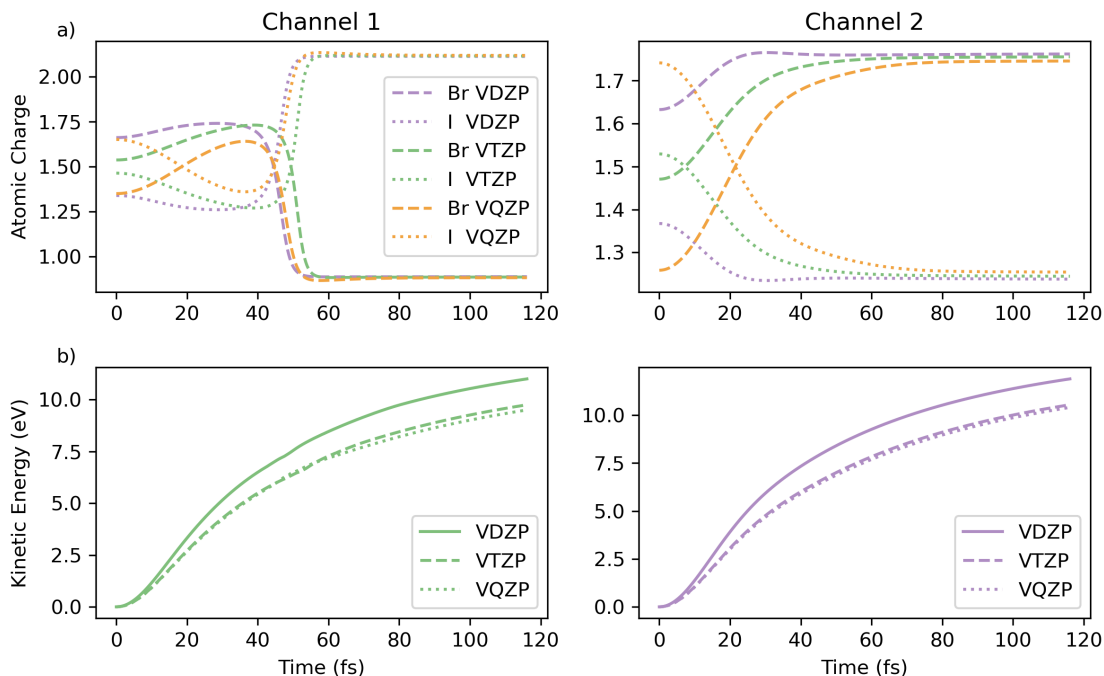 a)
Channel 1
Channel 2
Atomic Charge
2.00
1.75
1.50
1.25
1.00
Br VDZP
I VDZP
Br VTZP
I VTZP
Br VQZP
I VQZP
0 20 40 60 80 100 120
1.7
1.6
1.5
1.4
1.3
0 20 40 60 80 100 120
b)
Kinetic Energy (eV)
10.0
7.5
5.0
2.5
0.0
VDZP
VTZP
VQZP
0 20 40 60 80 100 120
Time (fs)
10.0
7.5
5.0
2.5
0.0
VDZP
VTZP
VQZP
0 20 40 60 80 100 120
Time (fs)